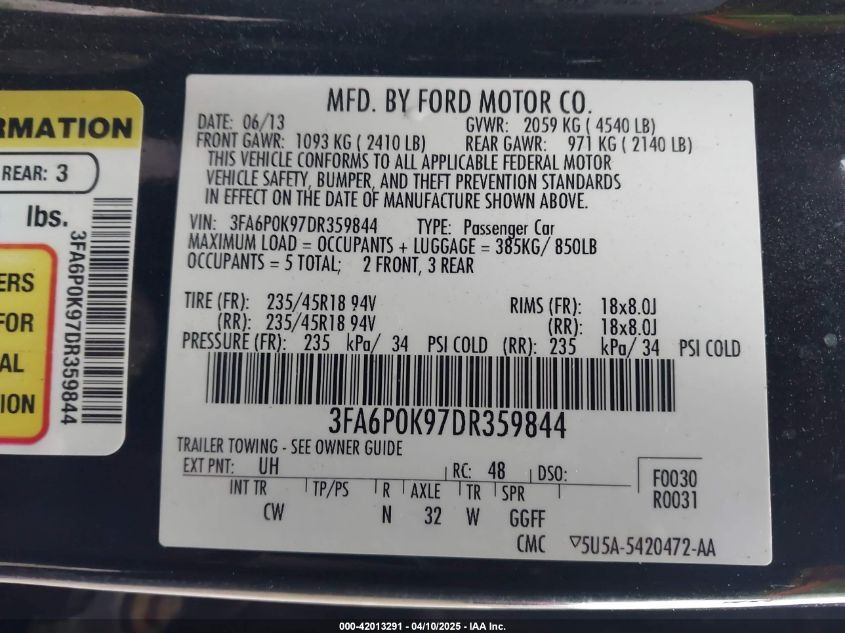 RMATION
REAR: 3
lbs.
3FA6P0K97DR359844
ERS
FOR
AL
ION
MFD. BY FORD MOTOR CO.
DATE: 06/13 GVWR: 2059 KG ( 4540 LB)
FRONT GAWR: 1093 KG ( 2410 LB) REAR GAWR: 971 KG ( 2140 LB)
THIS VEHICLE CONFORMS TO ALL APPLICABLE FEDERAL MOTOR
VEHICLE SAFETY, BUMPER, AND THEFT PREVENTION STANDARDS
IN EFFECT ON THE DATE OF MANUFACTURE SHOWN ABOVE.
VIN: 3FA6P0K97DR359844 TYPE: Passenger Car
MAXIMUM LOAD = OCCUPANTS + LUGGAGE = 385KG/ 850LB
OCCUPANTS = 5 TOTAL; 2 FRONT, 3 REAR
TIRE (FR): 235/45R18 94V RIMS (FR): 18x8.0J
(RR): 235/45R18 94V (RR): 18x8.0J
PRESSURE (FR): 235 kPa/ 34 PSI COLD (RR): 235 kPa/ 34 PSI COLD
3FA6P0K97DR359844
TRAILER TOWING - SEE OWNER GUIDE
EXT PNT: UH RC: 48 DSO: F0030
R0031
INT TR TP/PS R AXLE TR SPR
CW N 32 W GGFF
CMC ▽5U5A-5420472-AA
000-42013291 - 04/10/2025 - IAA Inc.